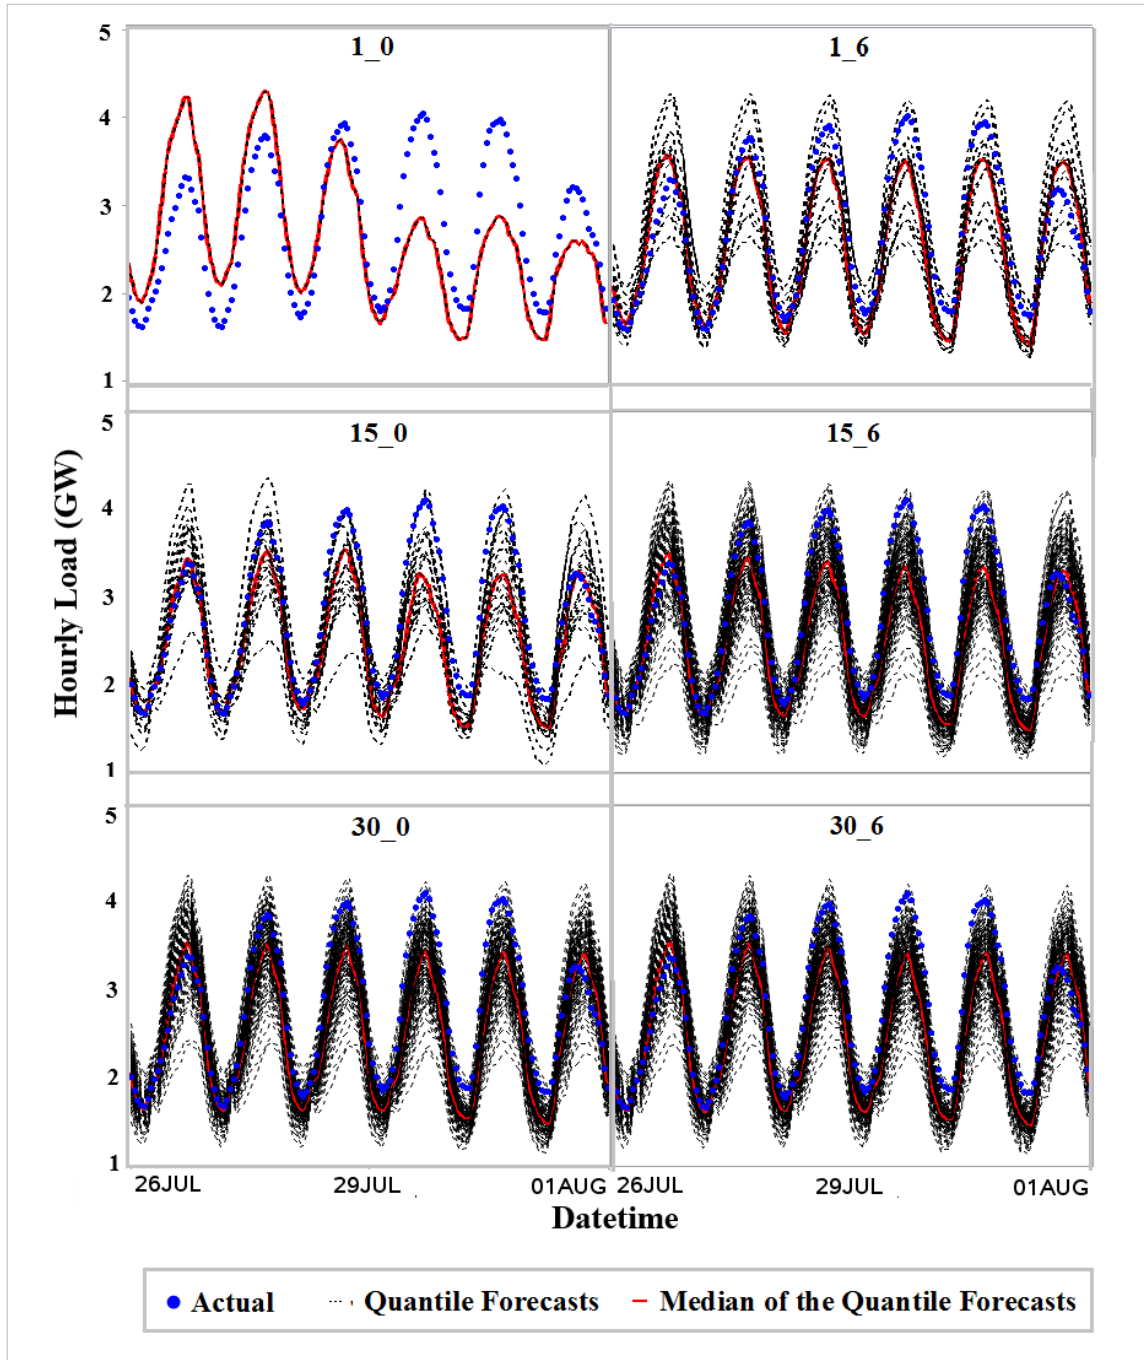 1_0
1_6
5
4
3
2
1
15_0
15_6
5
4
3
2
1
30_0
30_6
5
4
3
2
1
Hourly Load (GW)
26JUL
29JUL
01AUG
26JUL
29JUL
01AUG
Datetime
Actual
Quantile Forecasts
Median of the Quantile Forecasts